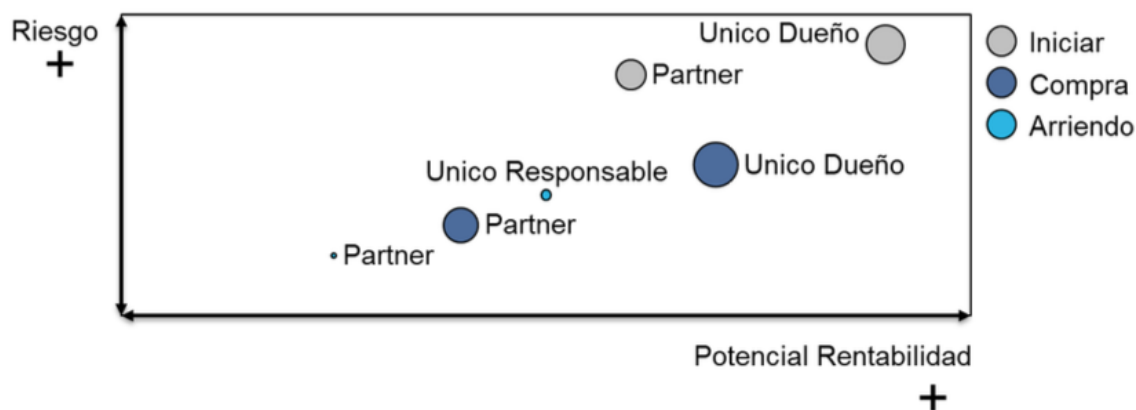 Riesgo
+
Unico Dueño
Partner
Unico Responsable
Unico Dueño
Partner
Partner
Iniciar
Compra
Arriendo
Potencial Rentabilidad
+